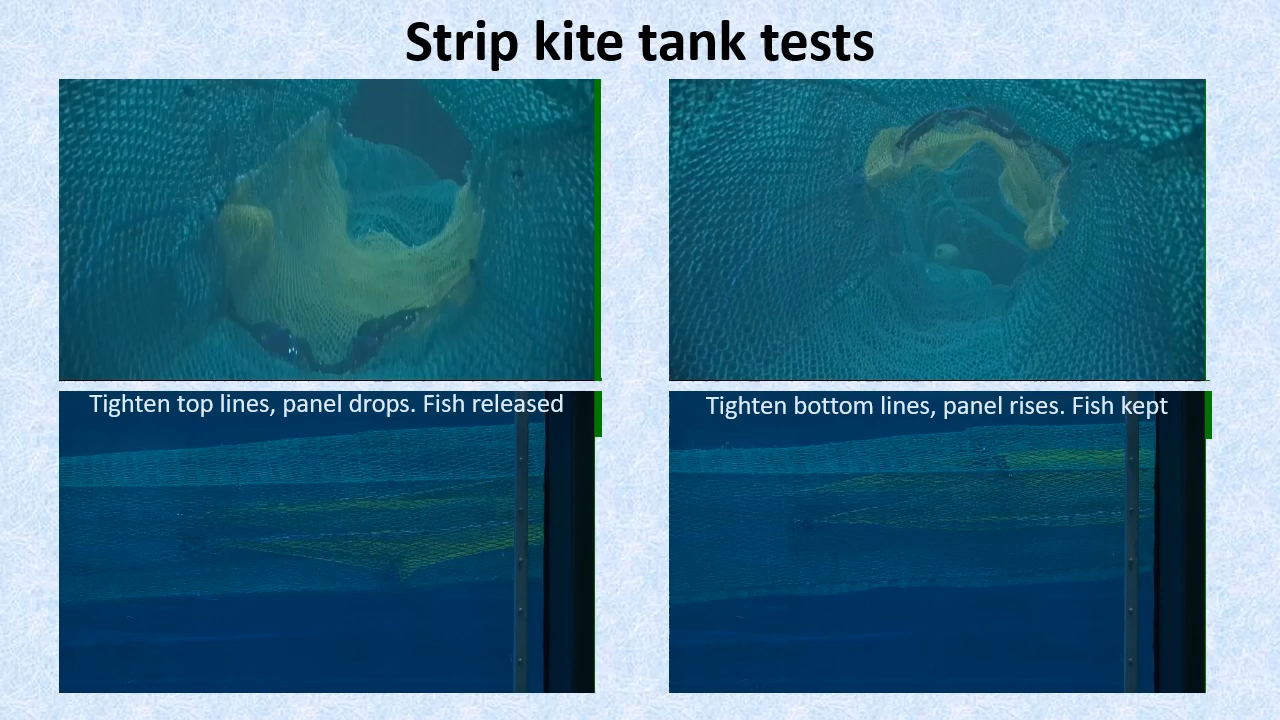 Strip kite tank tests
Tighten top lines, panel drops. Fish released
Tighten bottom lines, panel rises. Fish kept